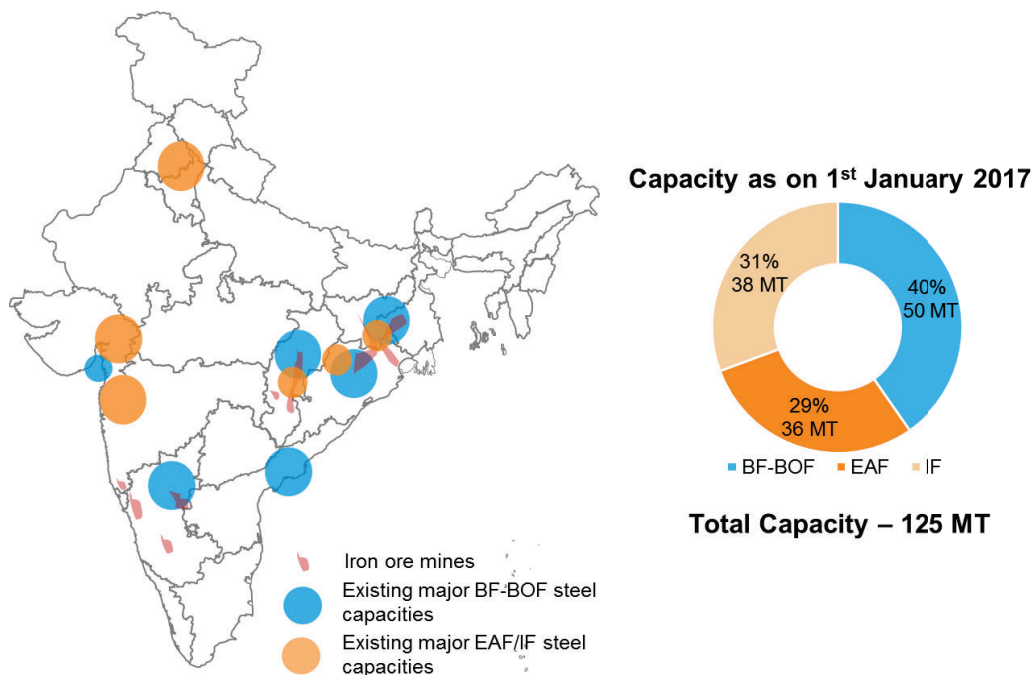 Capacity as on 1st January 2017
31%
38 MT
40%
50 MT
29%
36 MT
BF-BOF
EAF
IF
Total Capacity – 125 MT
Iron ore mines
Existing major BF-BOF steel
capacities
Existing major EAF/IF steel
capacities